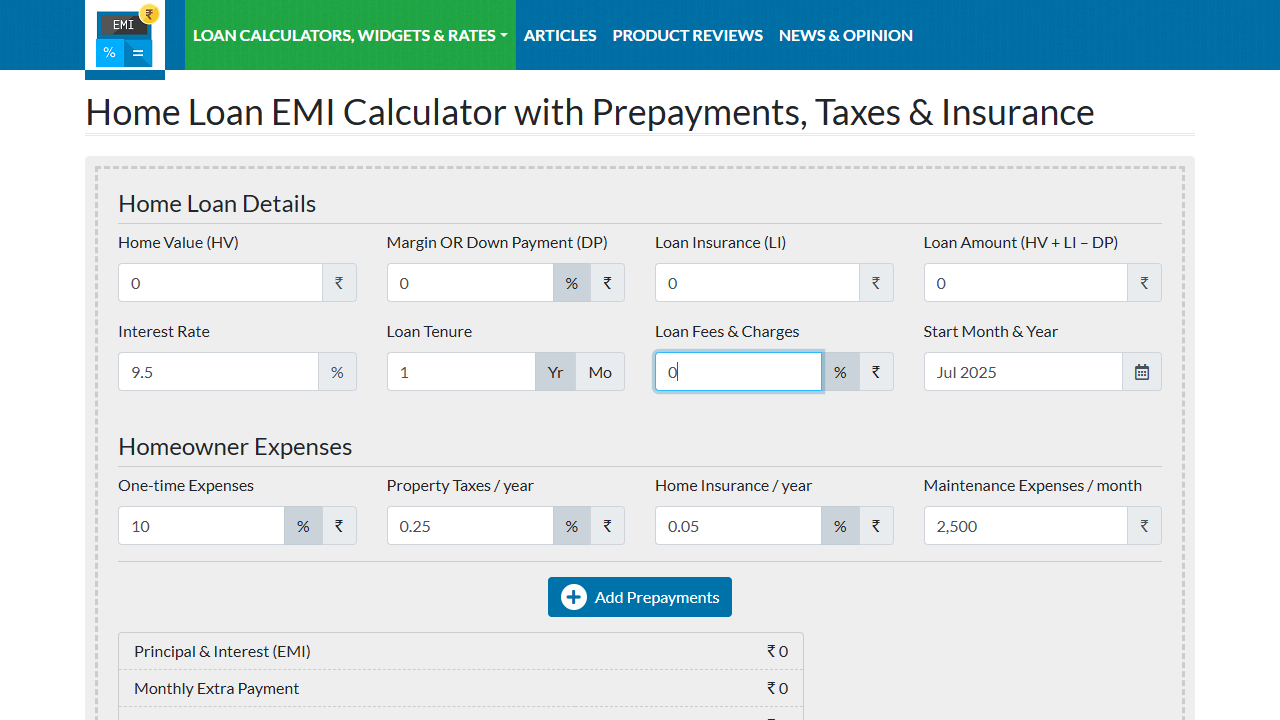 EMI
₹
%
=
LOAN CALCULATORS, WIDGETS & RATES
ARTICLES
PRODUCT REVIEWS
NEWS & OPINION
Home Loan EMI Calculator with Prepayments, Taxes & Insurance
Home Loan Details
Home Value (HV)
Margin OR Down Payment (DP)
Loan Insurance (LI)
Loan Amount (HV + LI – DP)
0 ₹
0 % ₹
0 ₹
0 ₹
Interest Rate
Loan Tenure
Loan Fees & Charges
Start Month & Year
9.5 %
1 Yr Mo
0 % ₹
Jul 2025
Homeowner Expenses
One-time Expenses
Property Taxes / year
Home Insurance / year
Maintenance Expenses / month
10 % ₹
0.25 % ₹
0.05 % ₹
2,500 ₹
Add Prepayments
Principal & Interest (EMI) ₹ 0
Monthly Extra Payment ₹ 0